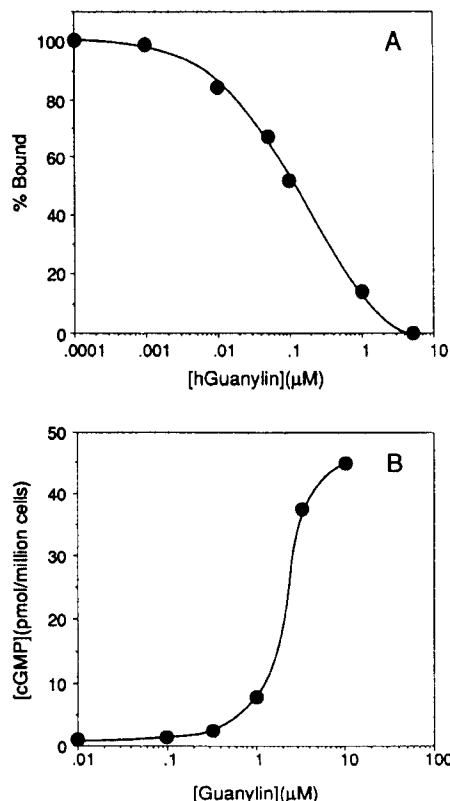 A
100
80
60
40
20
0
% Bound
.0001 .001 .01 .1 1 10
[hGuanylin](µM)
B
50
40
30
20
10
0
[cGMP](pmol/million cells)
.01 .1 1 10 100
[Guanylin](µM)